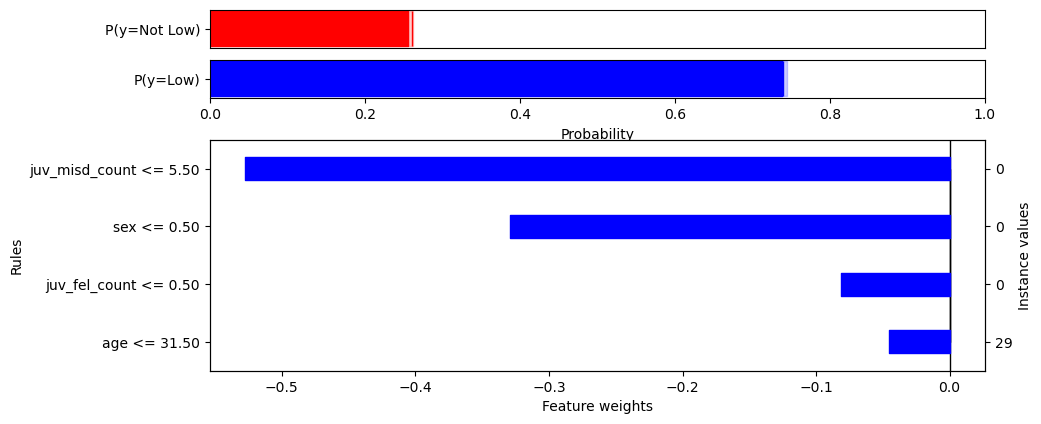 P(y=Not Low)
P(y=Low)
0.0 0.2 0.4 0.6 0.8 1.0
Probability
juv_misd_count <= 5.50 0
sex <= 0.50 0
juv_fel_count <= 0.50 0
age <= 31.50 29
Rules
Instance values
−0.5 −0.4 −0.3 −0.2 −0.1 0.0
Feature weights